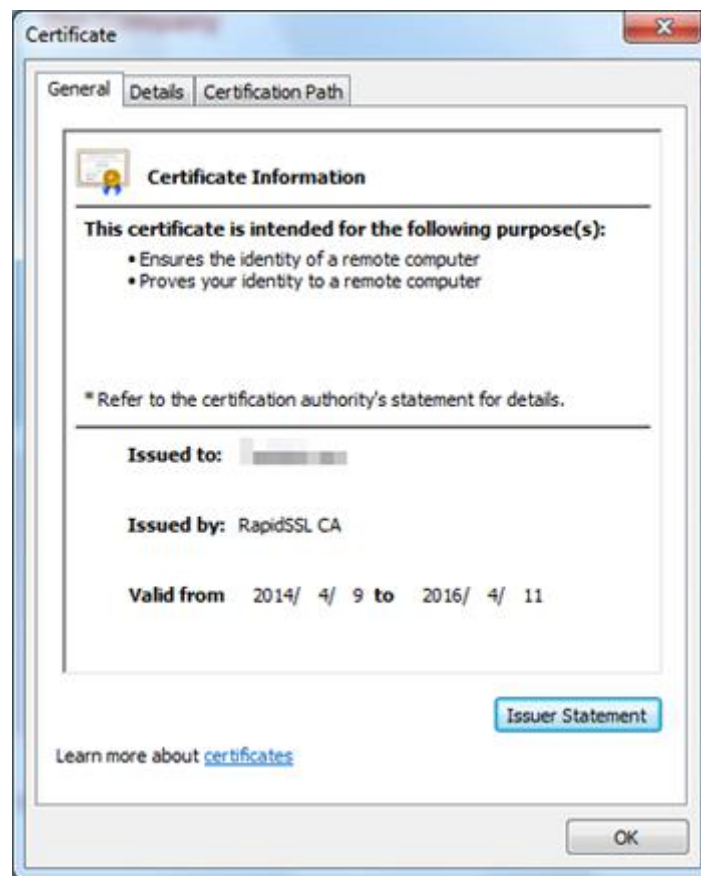 Certificate
General Details Certification Path
Certificate Information
This certificate is intended for the following purpose(s):
• Ensures the identity of a remote computer
• Proves your identity to a remote computer
* Refer to the certification authority's statement for details.
Issued to:
Issued by: RapidSSL CA
Valid from 2014/ 4/ 9 to 2016/ 4/ 11
Issuer Statement
Learn more about certificates
OK